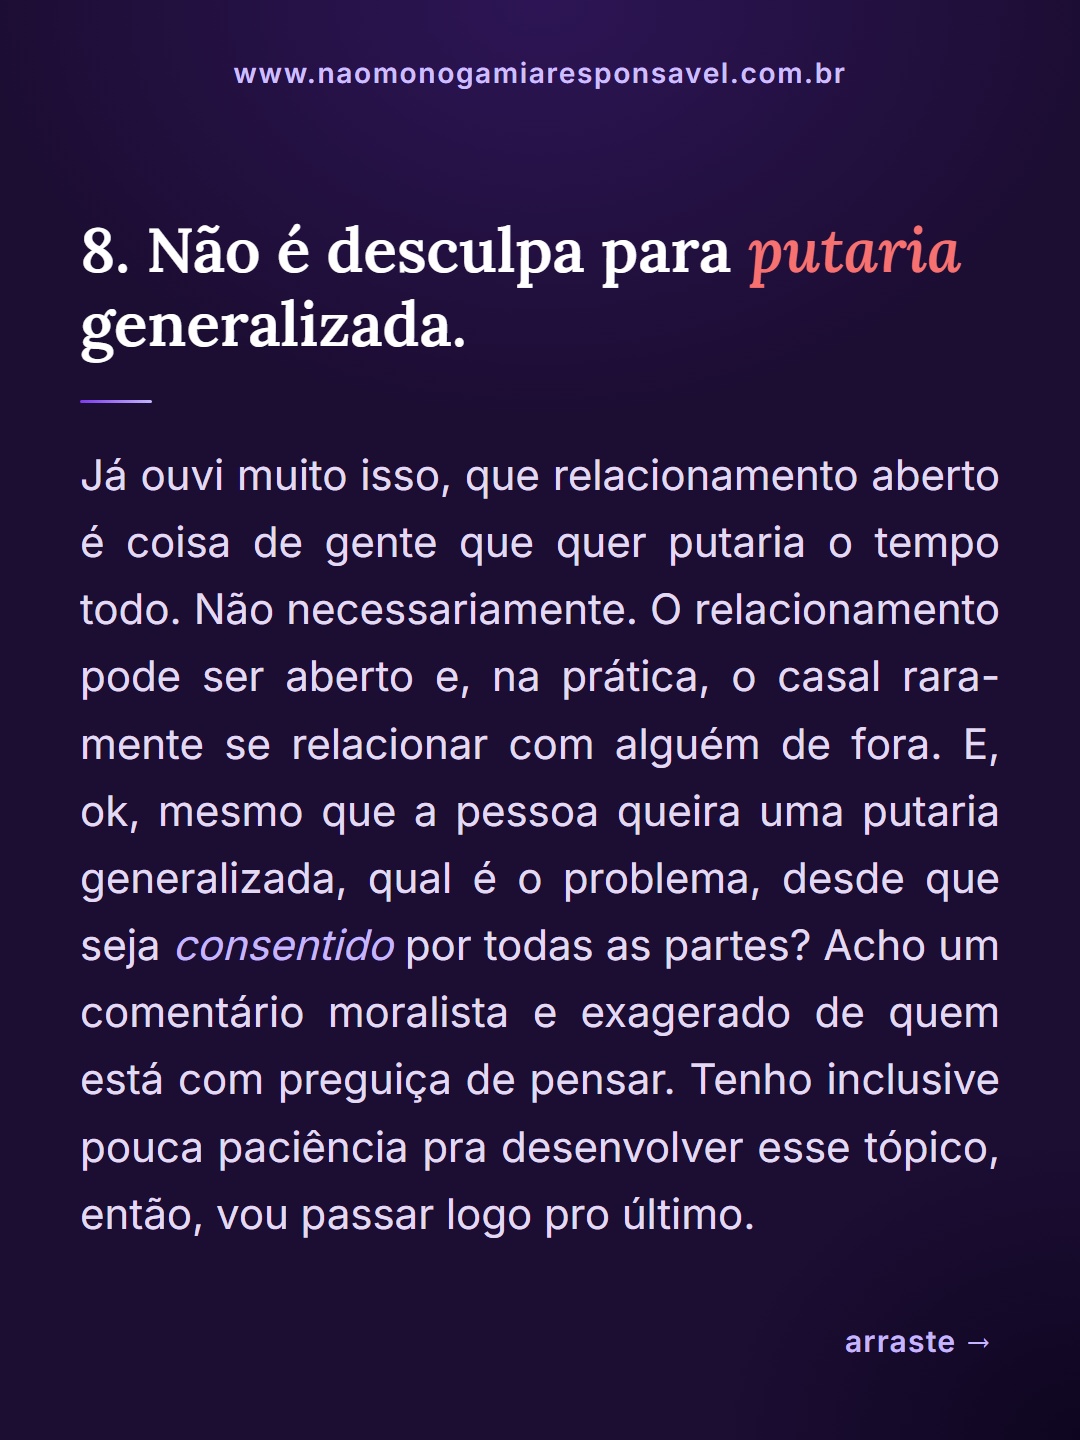 www.naomonogamiaresponsavel.com.br
8. Não é desculpa para putaria
generalizada.
Já ouvi muito isso, que relacionamento aberto
é coisa de gente que quer putaria o tempo
todo. Não necessariamente. O relacionamento
pode ser aberto e, na prática, o casal rara-
mente se relacionar com alguém de fora. E,
ok, mesmo que a pessoa queira uma putaria
generalizada, qual é o problema, desde que
seja consentido por todas as partes? Acho um
comentário moralista e exagerado de quem
está com preguiça de pensar. Tenho inclusive
pouca paciência pra desenvolver esse tópico,
então, vou passar logo pro último.
arraste →